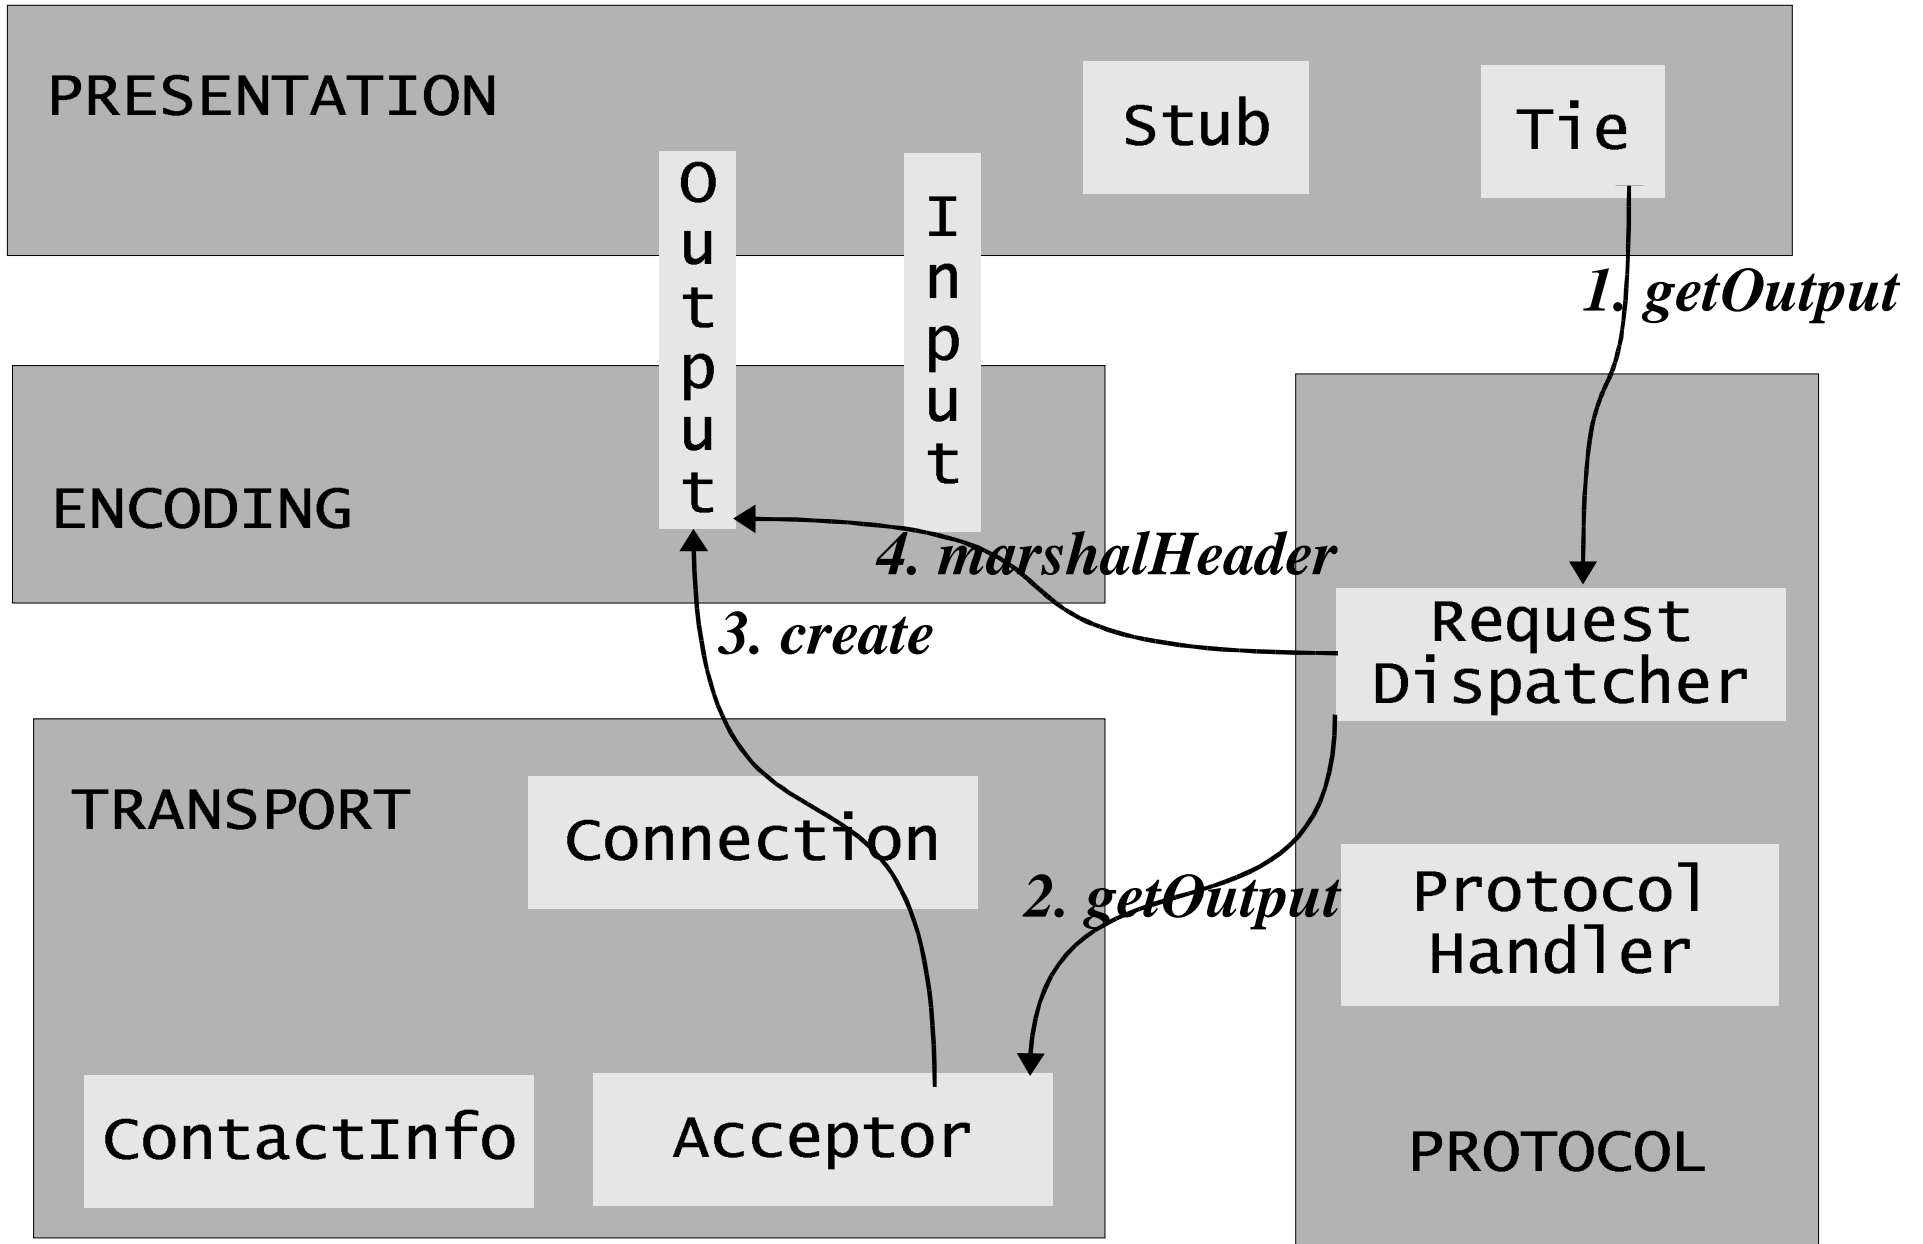 PRESENTATION
Stub
Tie
Output
Input
1. getOutput
ENCODING
4. marshalHeader
3. create
Request
Dispatcher
TRANSPORT
Connection
2. getOutput
Protocol
Handler
ContactInfo
Acceptor
PROTOCOL